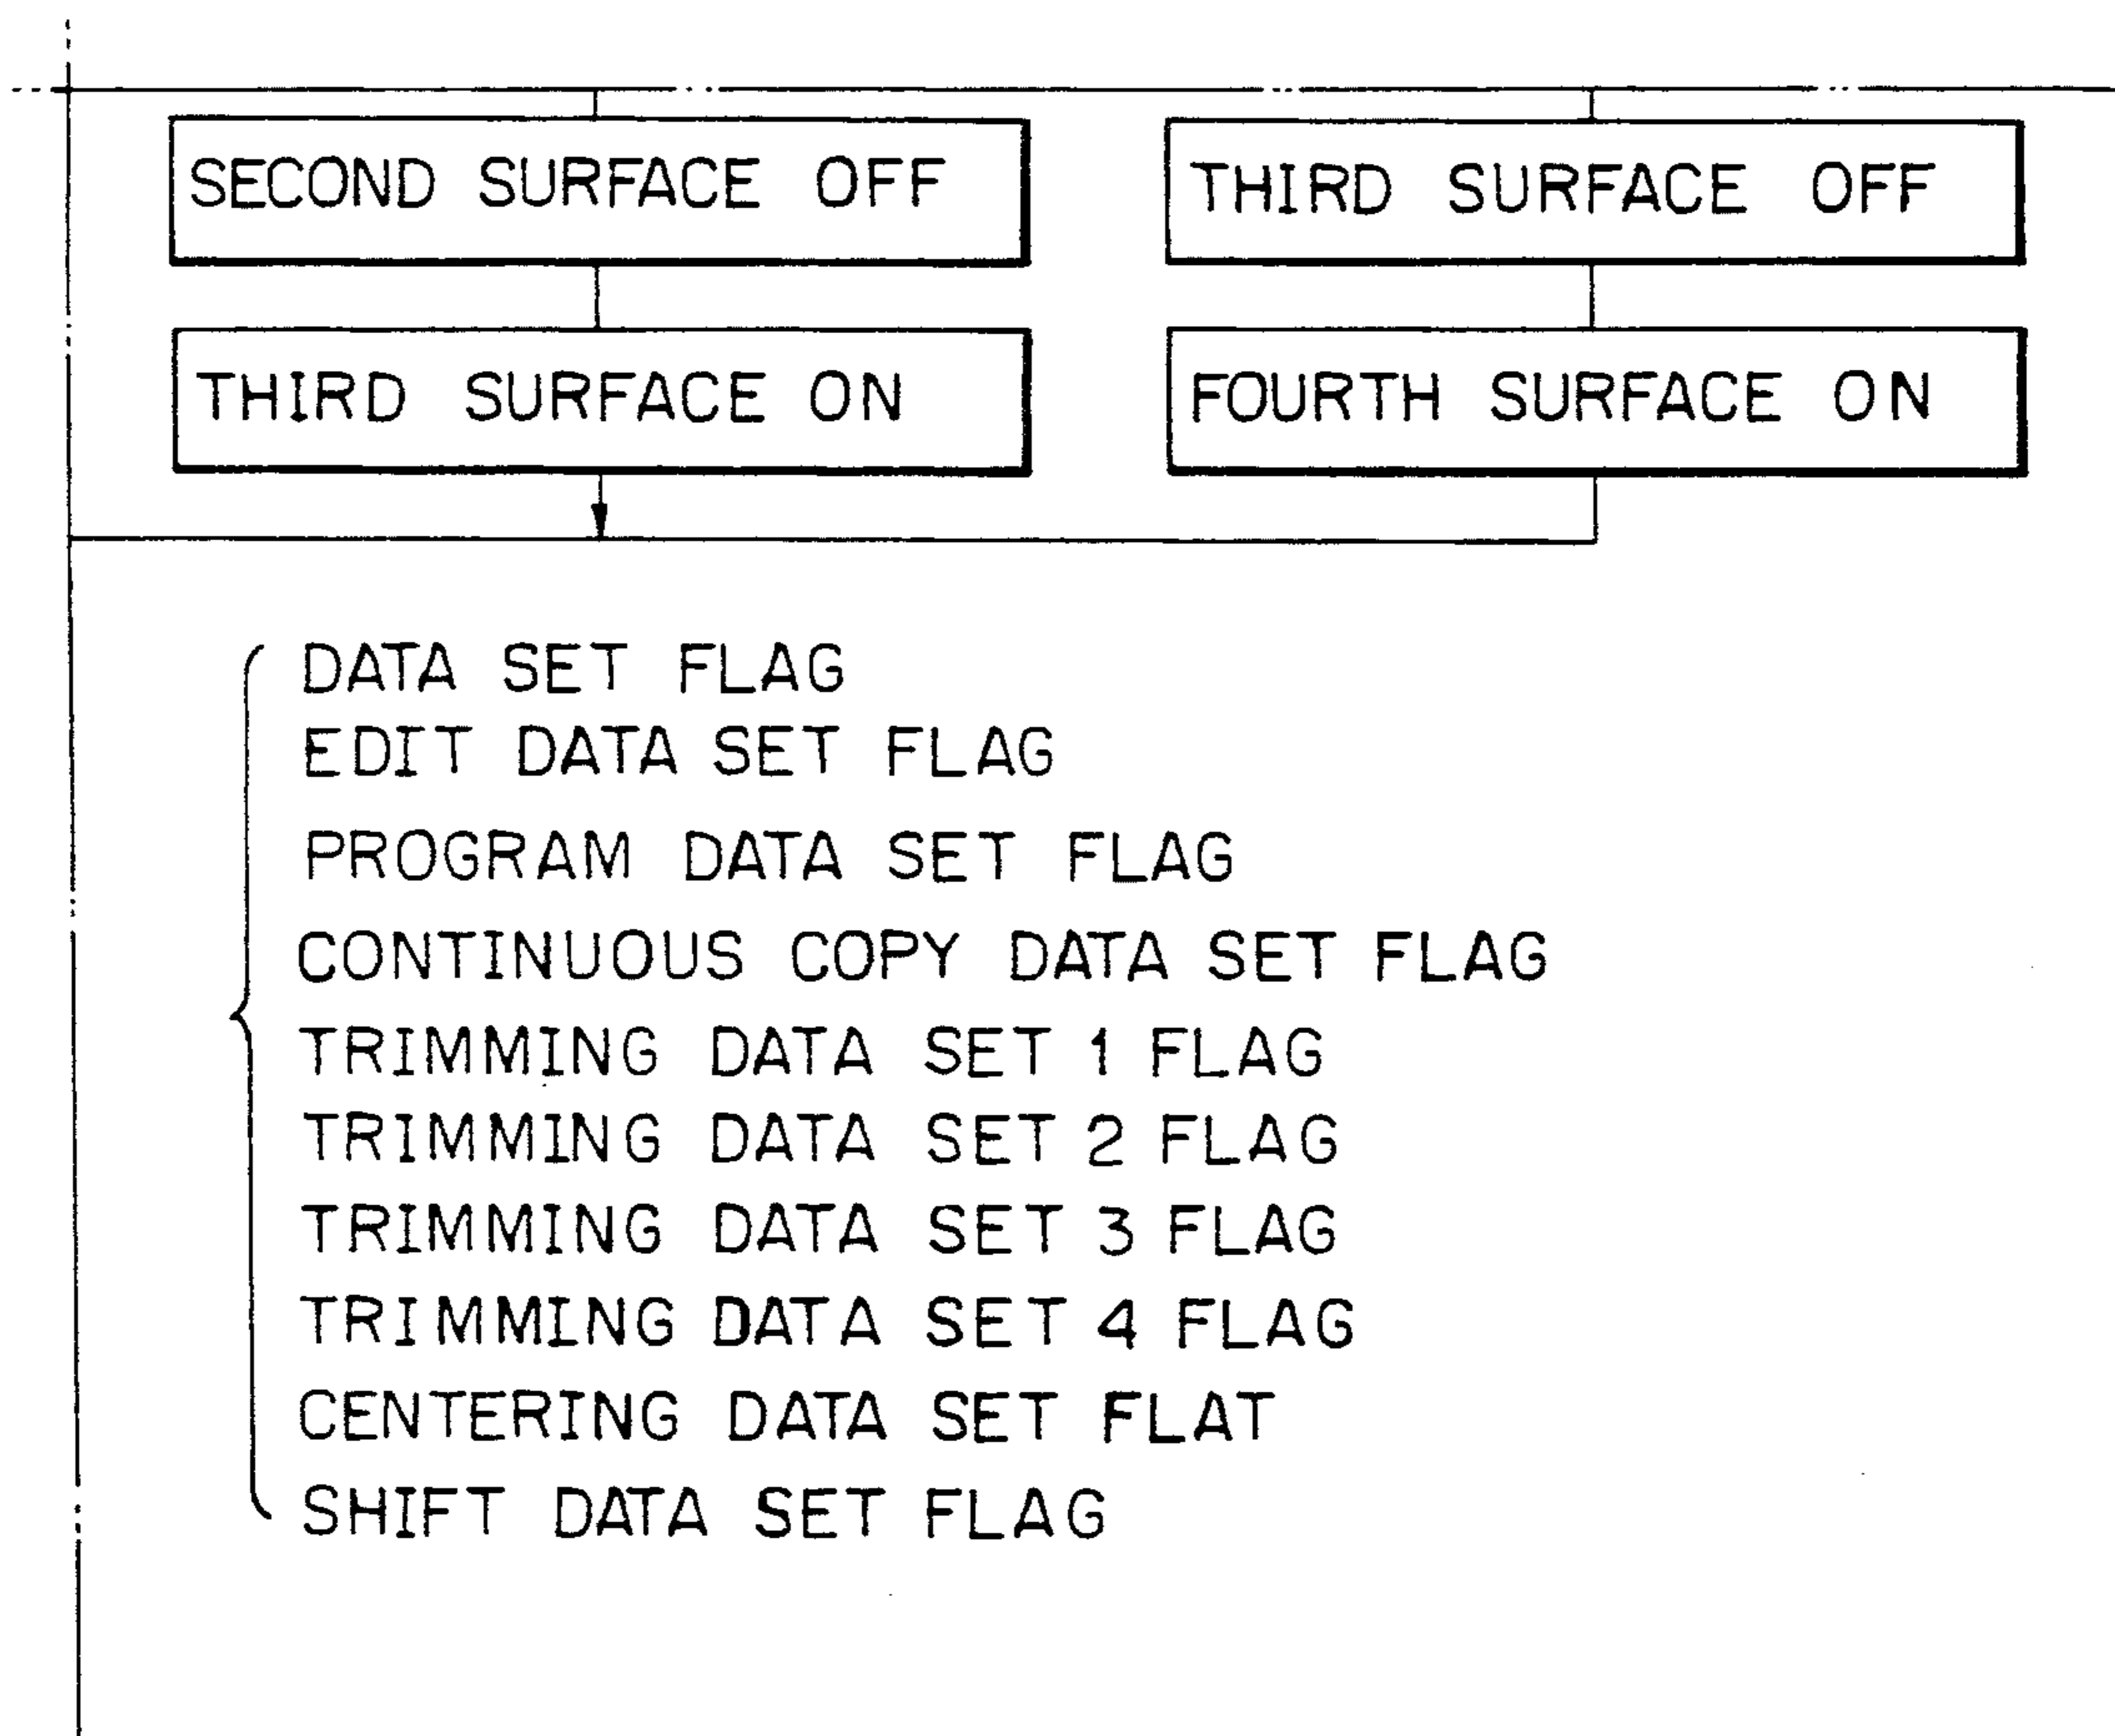 SECOND SURFACE OFF
THIRD SURFACE OFF
THIRD SURFACE ON
FOURTH SURFACE ON
DATA SET FLAG
EDIT DATA SET FLAG
PROGRAM DATA SET FLAG
CONTINUOUS COPY DATA SET FLAG
TRIMMING DATA SET 1 FLAG
TRIMMING DATA SET 2 FLAG
TRIMMING DATA SET 3 FLAG
TRIMMING DATA SET 4 FLAG
CENTERING DATA SET FLAT
SHIFT DATA SET FLAG